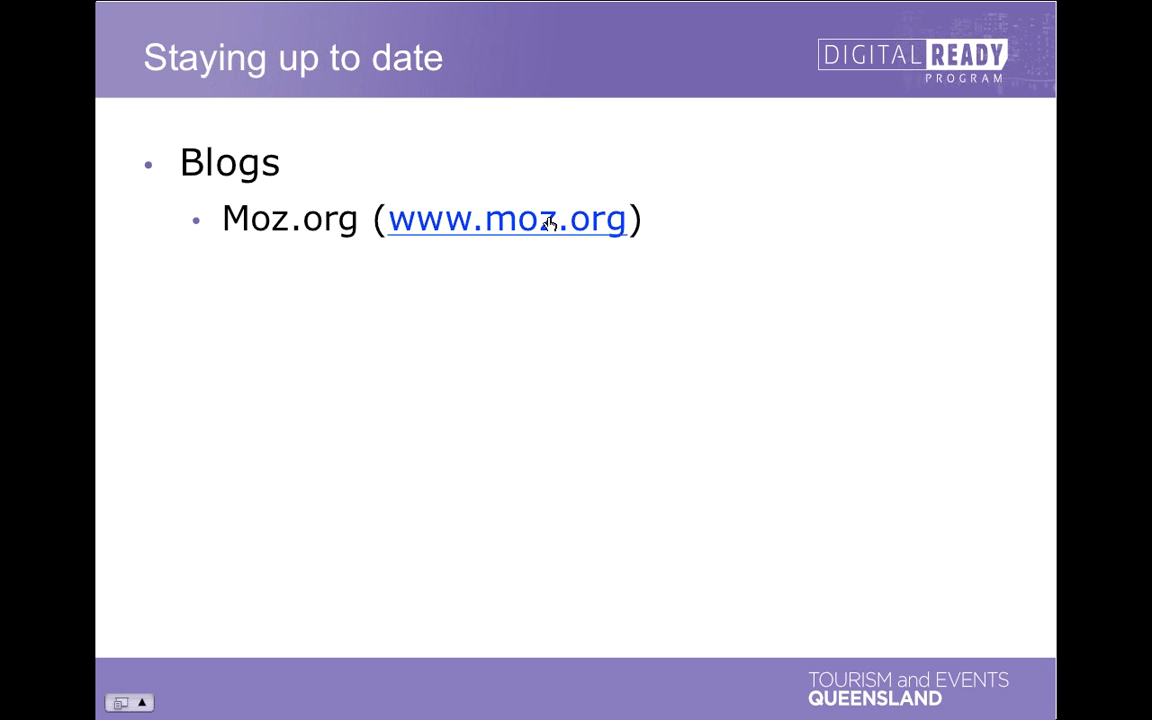 Staying up to date
DIGITAL READY
PROGRAM
• Blogs
• Moz.org (www.moz.org)
TOURISM and EVENTS
QUEENSLAND